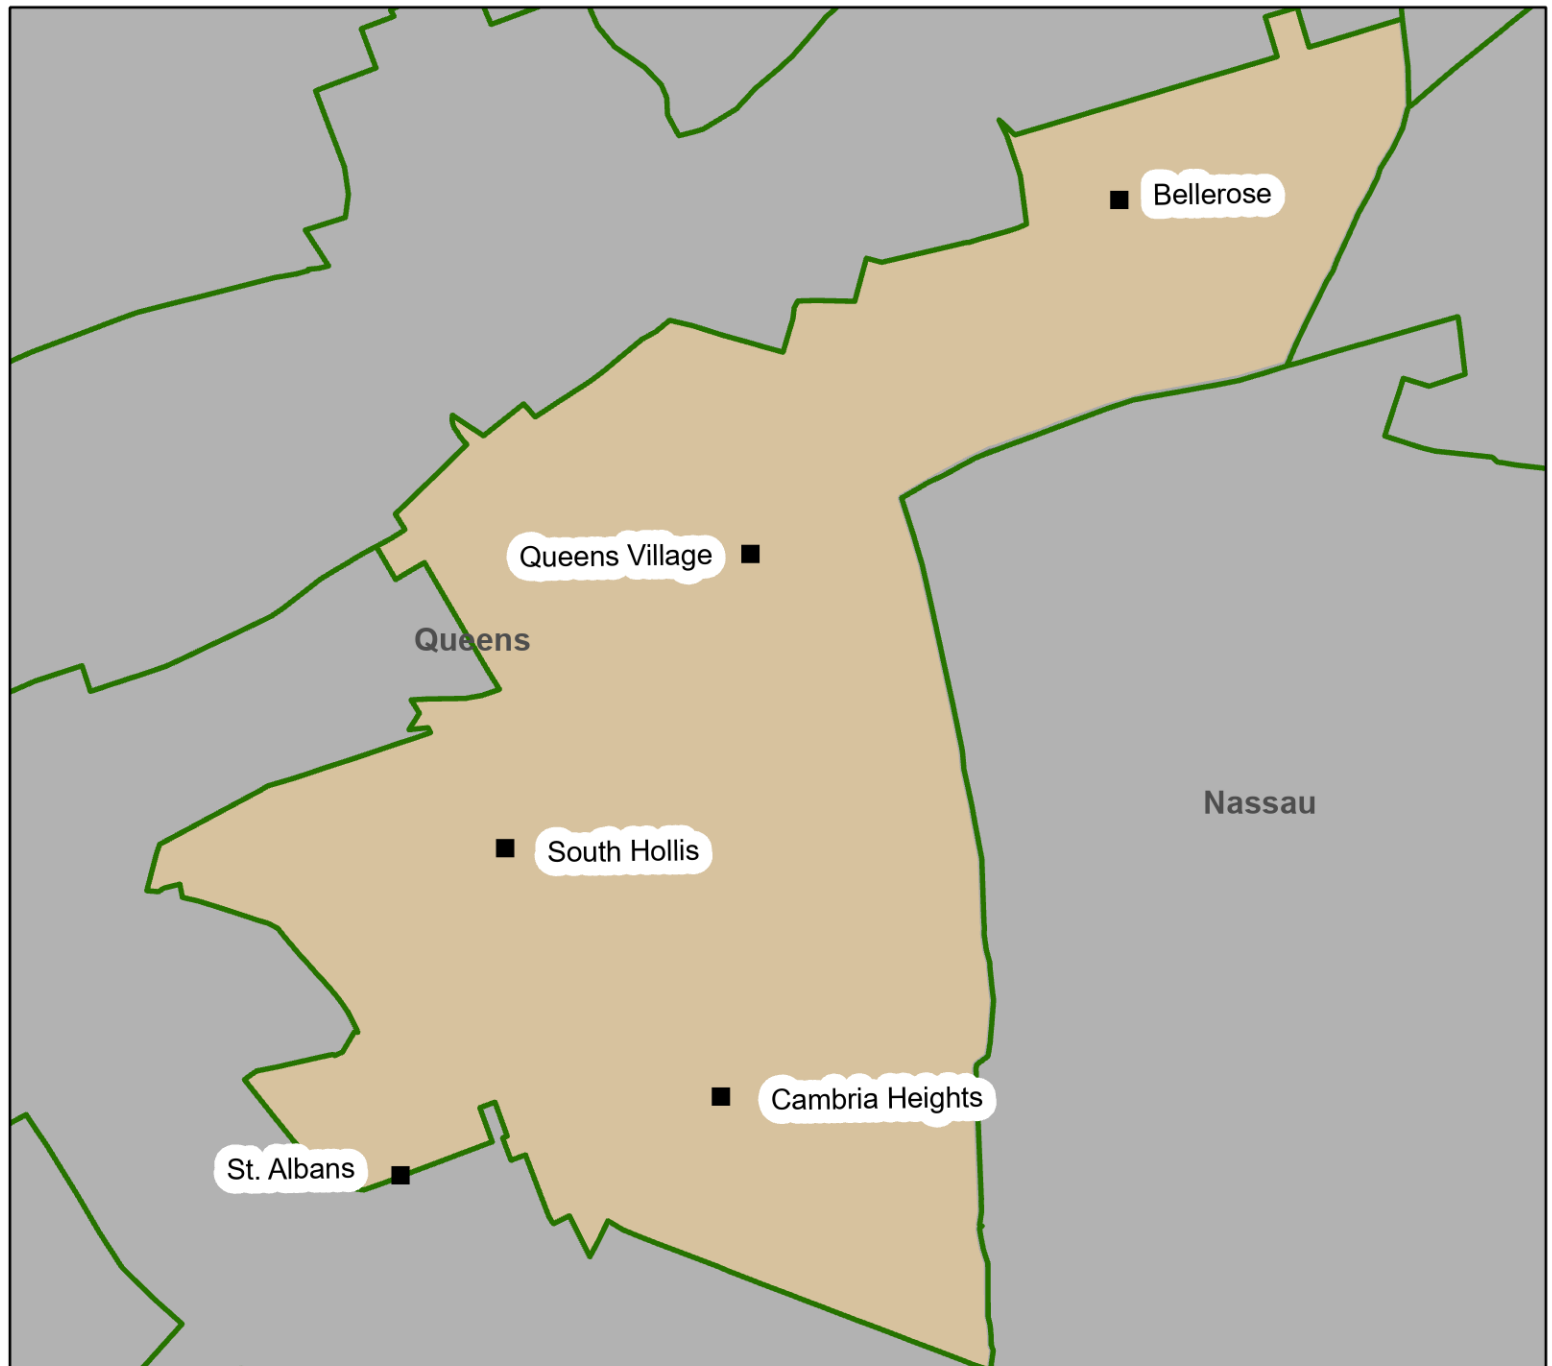 Bellerose
Queens Village
Queens
Nassau
South Hollis
Cambria Heights
St. Albans